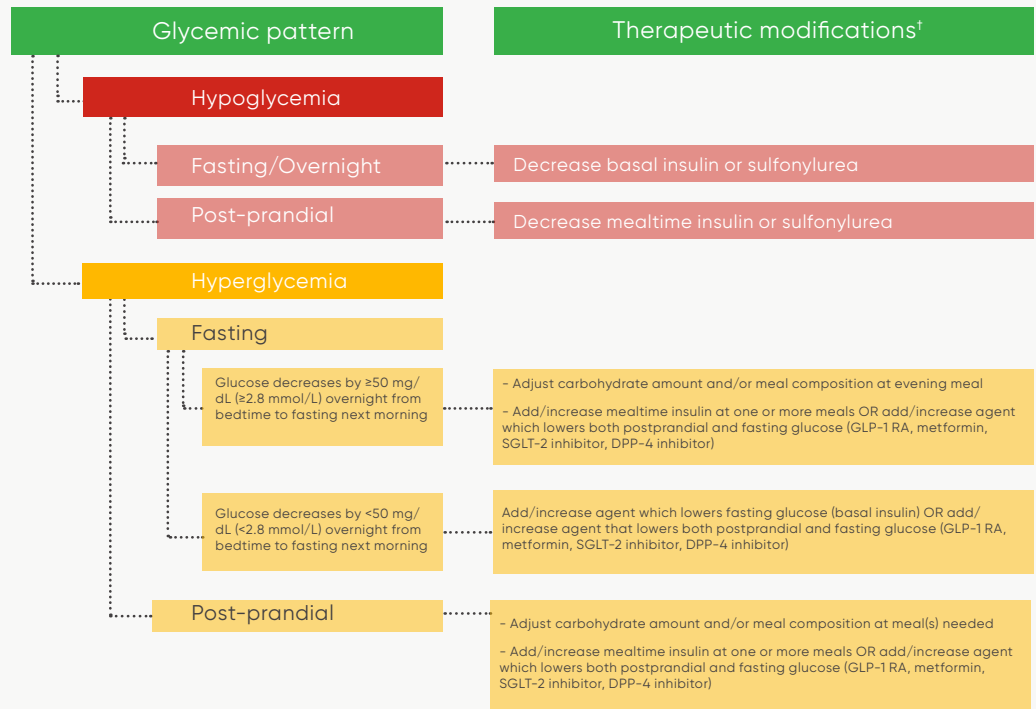 Glycemic pattern
Therapeutic modifications†
Hypoglycemia
Fasting/Overnight
Decrease basal insulin or sulfonylurea
Post-prandial
Decrease mealtime insulin or sulfonylurea
Hyperglycemia
Fasting
Glucose decreases by ≥50 mg/
dL (≥2.8 mmol/L) overnight from
bedtime to fasting next morning
- Adjust carbohydrate amount and/or meal composition at evening meal
- Add/increase mealtime insulin at one or more meals OR add/increase agent
which lowers both postprandial and fasting glucose (GLP-1 RA, metformin,
SGLT-2 inhibitor, DPP-4 inhibitor)
Glucose decreases by <50 mg/
dL (<2.8 mmol/L) overnight from
bedtime to fasting next morning
Add/increase agent which lowers fasting glucose (basal insulin) OR add/
increase agent that lowers both postprandial and fasting glucose (GLP-1 RA,
metformin, SGLT-2 inhibitor, DPP-4 inhibitor)
Post-prandial
- Adjust carbohydrate amount and/or meal composition at meal(s) needed
- Add/increase mealtime insulin at one or more meals OR add/increase agent
which lowers both postprandial and fasting glucose (GLP-1 RA, metformin,
SGLT-2 inhibitor, DPP-4 inhibitor)